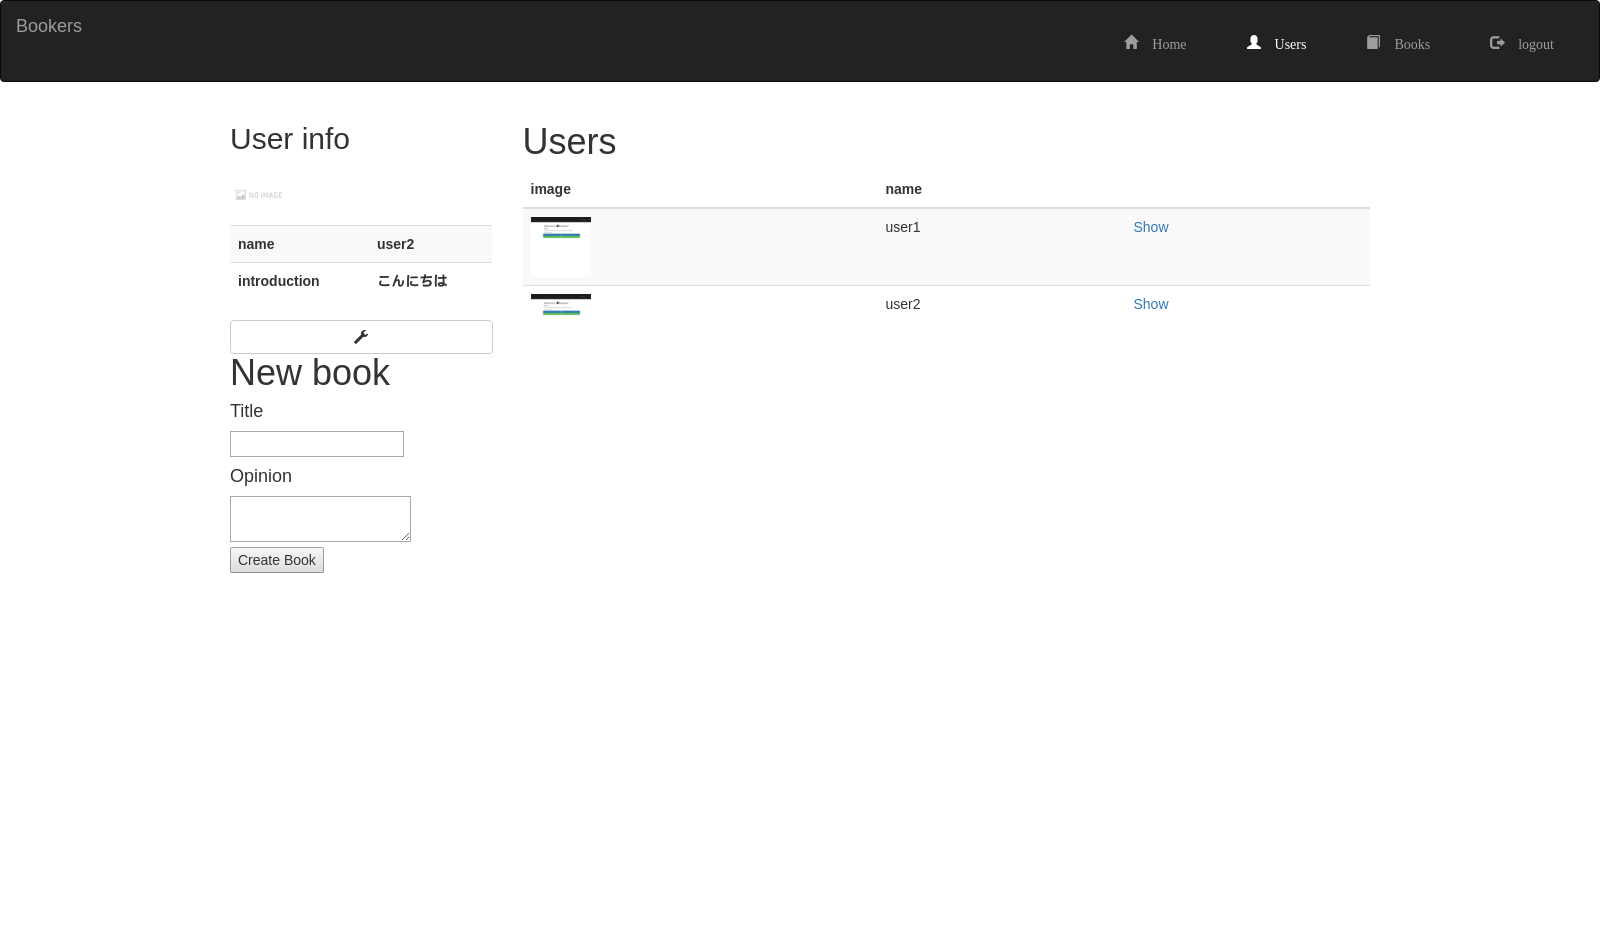 Bookers
Home Users Books logout
User info
NO IMAGE
name user2
introduction こんにちは
New book
Title
Opinion
Create Book
Users
image name
user1 Show
user2 Show